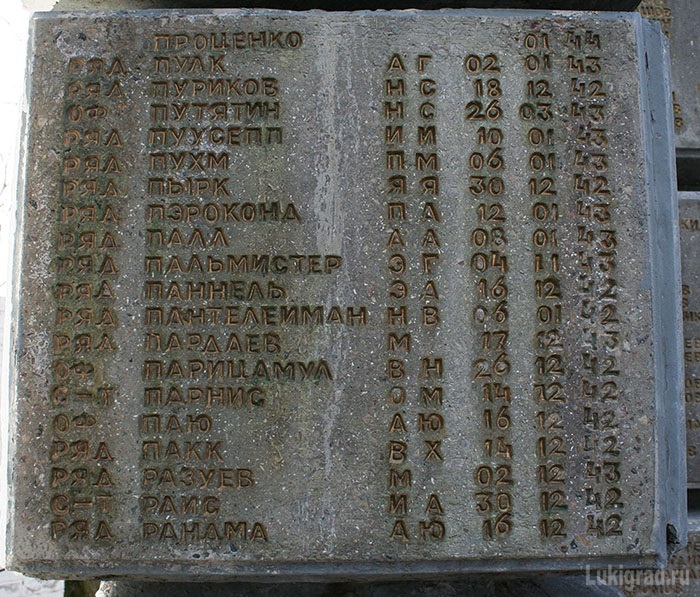 ПРОЦЕНКО 01 44
РЯД ПУЛК А Г 02 01 43
РЯД ПУРИКОВ Н С 18 12 42
ОФ ПУТЯТИН Н С 26 03 43
РЯД ПУУСЕПП И И 10 01 43
РЯД ПУХМ П М 06 01 43
РЯД ПЫРК Я Я 30 12 42
РЯД ПЭРОКОНД П А 12 01 43
РЯД ПАЛЛ А А 08 01 43
РЯД ПАЛЬМИСТЕР Э Г 04 11 43
РЯД ПАННЕЛЬ Э А 16 12 42
РЯД ПАНТЕЛЕЙМАН Н В 06 01 42
РЯД ПАРДАЕВ М 17 12 43
ОФ ПАРИЦАМУЛ В Н 26 12 42
С-Т ПАРНИС О М 14 12 42
ОФ ПАЮ А Ю 16 12 42
РЯД ПАКК В Х 14 12 42
РЯД РАЗУЕВ М 02 12 43
С-Т РАИС И А 30 12 42
РЯД РАНАМА А Ю 16 12 42
Lukigrad.ru